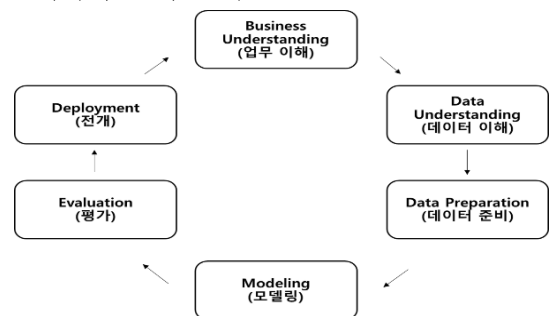 Business
Understanding
(업무 이해)
Deployment
(전개)
Data
Understanding
(데이터 이해)
Evaluation
(평가)
Data Preparation
(데이터 준비)
Modeling
(모델링)